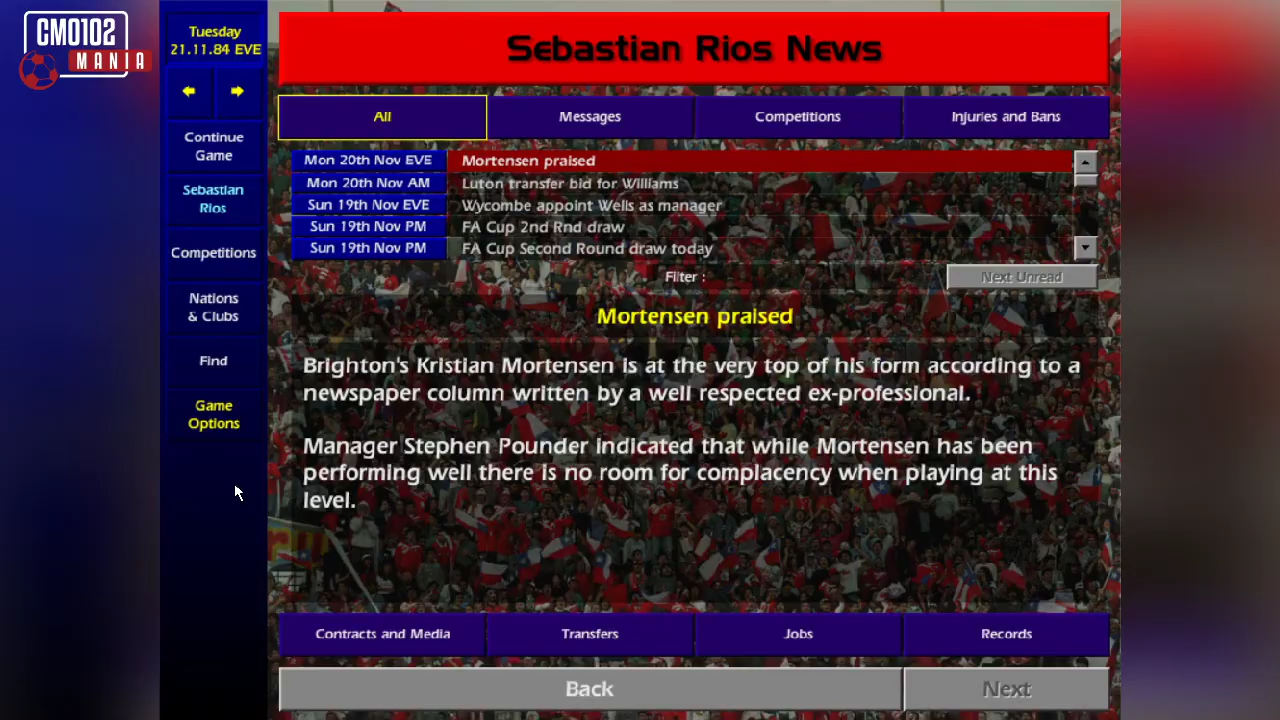 CM0102
MANIA
Tuesday
21.11.84 EVE
Sebastian Rios News
All
Messages
Competitions
Injuries and Bans
Continue
Game
Sebastian
Rios
Competitions
Nations
& Clubs
Find
Game
Options
Mon 20th Nov EVE Mortensen praised
Mon 20th Nov AM Luton transfer bid for Williams
Sun 19th Nov EVE Wycombe appoint Wells as manager
Sun 19th Nov PM FA Cup 2nd Rnd draw
Sun 19th Nov PM FA Cup Second Round draw today
Filter :
Next Unread
Mortensen praised
Brighton's Kristian Mortensen is at the very top of his form according to a
newspaper column written by a well respected ex-professional.
Manager Stephen Pounder indicated that while Mortensen has been
performing well there is no room for complacency when playing at this
level.
Contracts and Media
Transfers
Jobs
Records
Back
Next